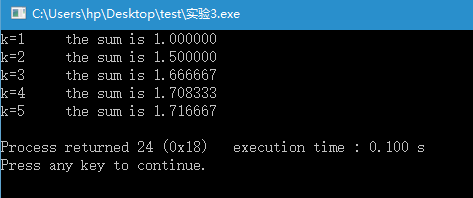 C:\Users\hp\Desktop\test\实验3.exe
k=1 the sum is 1.000000
k=2 the sum is 1.500000
k=3 the sum is 1.666667
k=4 the sum is 1.708333
k=5 the sum is 1.716667
Process returned 24 (0x18) execution time : 0.100 s
Press any key to continue.